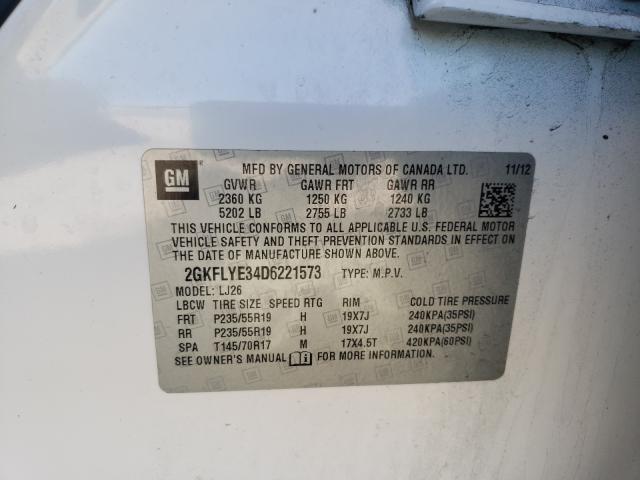 GM
MFD BY GENERAL MOTORS OF CANADA LTD. 11/12
GVWR GAWR FRT GAWR RR
2360 KG 1250 KG 1240 KG
5202 LB 2755 LB 2733 LB
THIS VEHICLE CONFORMS TO ALL APPLICABLE U.S. FEDERAL MOTOR
VEHICLE SAFETY AND THEFT PREVENTION STANDARDS IN EFFECT ON
THE DATE OF MANUFACTURE SHOWN ABOVE.
2GKFLYE34D6221573 TYPE: M.P.V.
MODEL: LJ26
LBCW TIRE SIZE SPEED RTG RIM COLD TIRE PRESSURE
FRT P235/55R19 H 19X7J 240KPA(35PSI)
RR P235/55R19 H 19X7J 240KPA(35PSI)
SPA T145/70R17 M 17X4.5T 420KPA(60PSI)
SEE OWNER'S MANUAL FOR MORE INFORMATION.